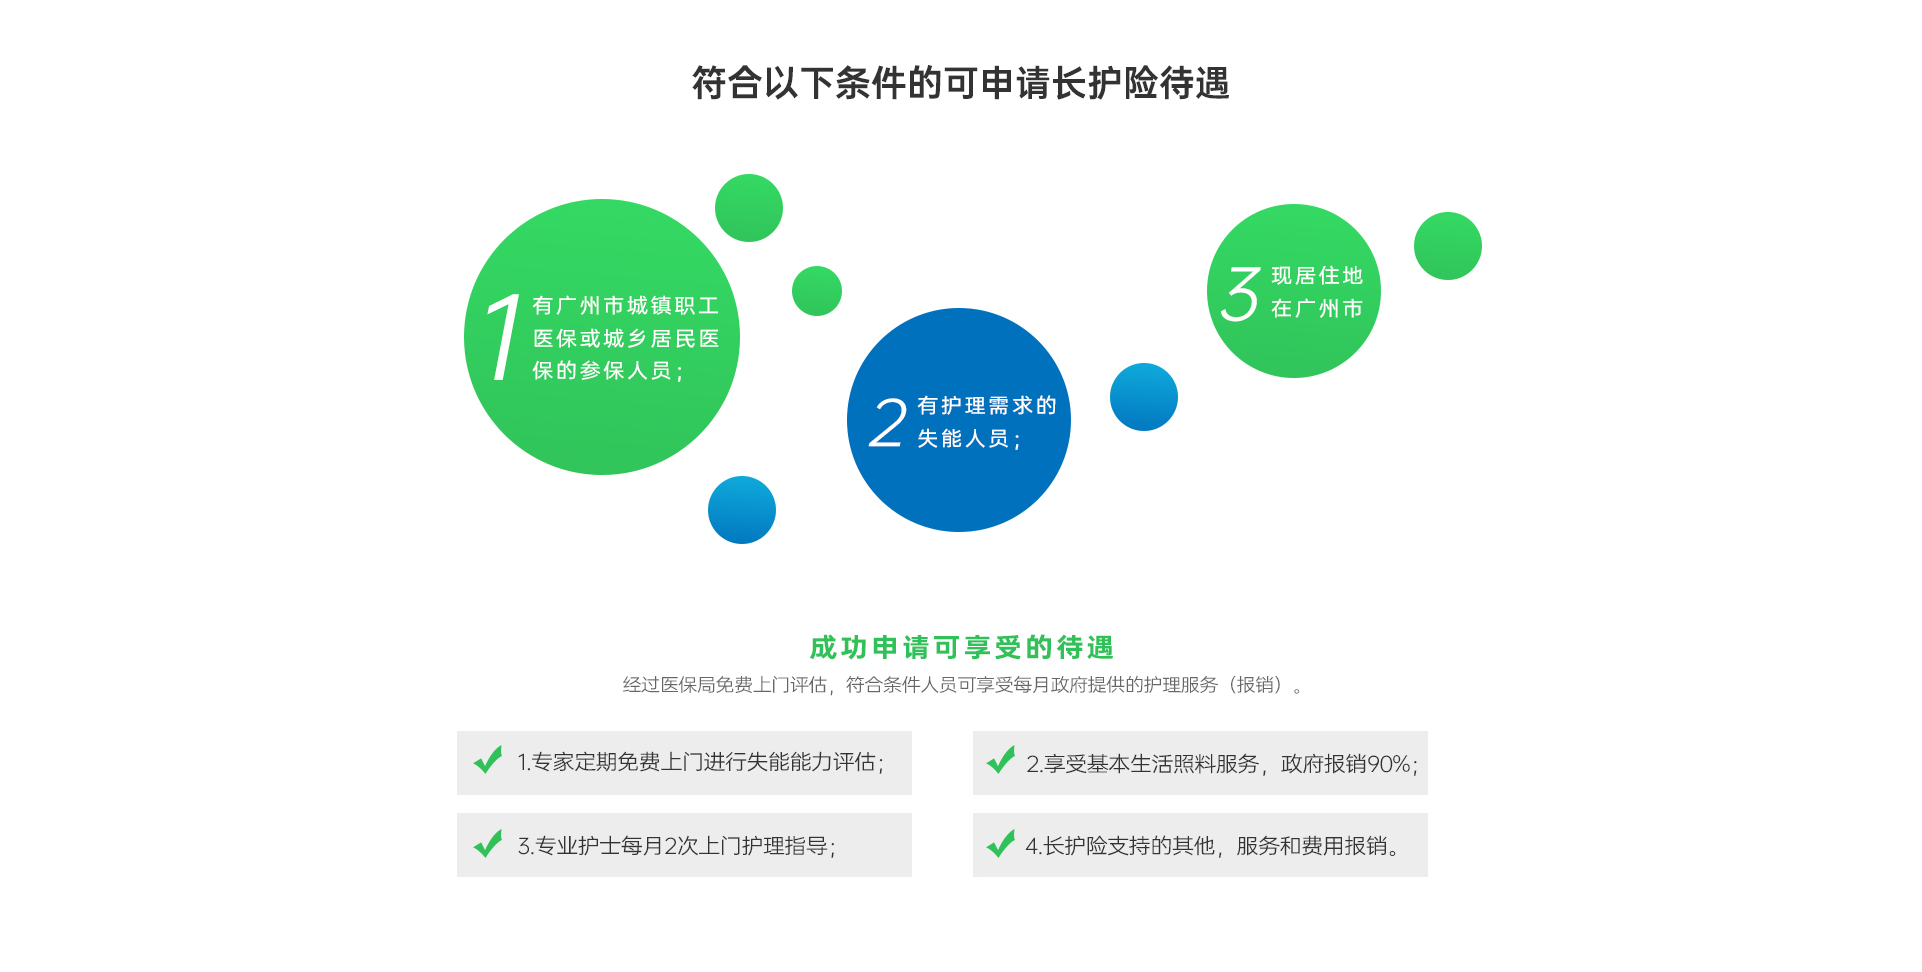 符合以下条件的可申请长护险待遇
1
有广州市城镇职工
医保或城乡居民医
保的参保人员；
2
有护理需求的
失能人员；
3
现居住地
在广州市
成功申请可享受的待遇
经过医保局免费上门评估，符合条件人员可享受每月政府提供的护理服务（报销）。
1.专家定期免费上门进行失能能力评估；
2.享受基本生活照料服务，政府报销90%；
3.专业护士每月2次上门护理指导；
4.长护险支持的其他，服务和费用报销。